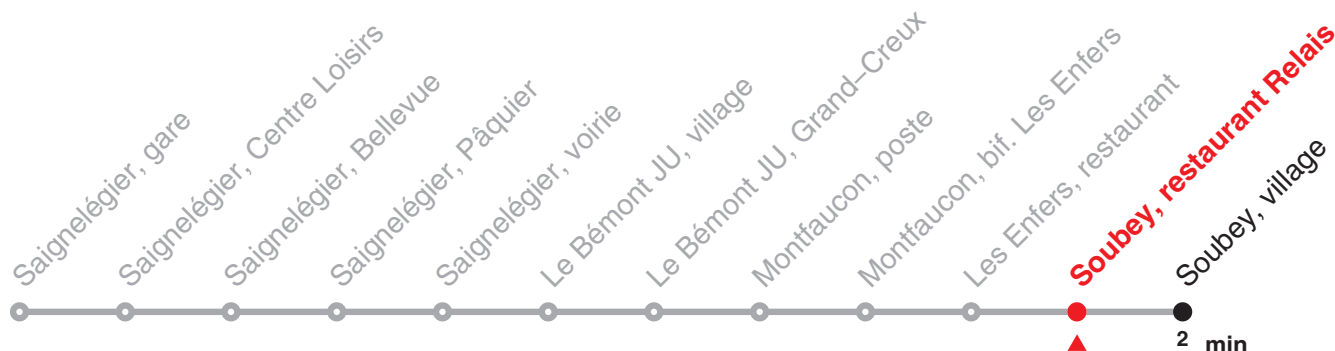 Saignelégier, gare
Saignelégier, Centre Loisirs
Saignelégier, Bellevue
Saignelégier, Pâquier
Saignelégier, voirie
Le Bémont JU, village
Le Bémont JU, Grand–Creux
Montfaucon, poste
Montfaucon, bif. Les Enfers
Les Enfers, restaurant
Soubey, restaurant Relais
Soubey, village
2 min